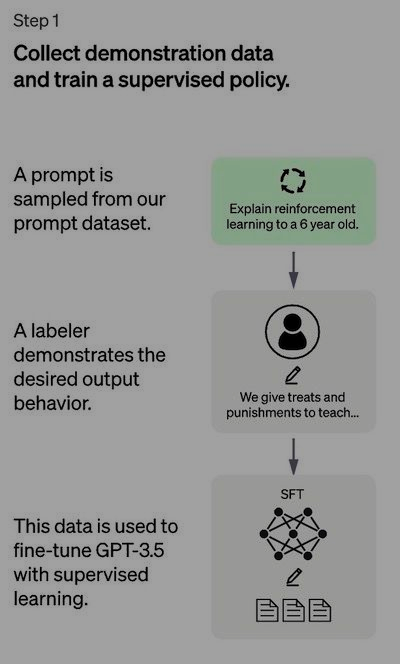 Step 1
Collect demonstration data
and train a supervised policy.
A prompt is
sampled from our
prompt dataset.
Explain reinforcement
learning to a 6 year old.
A labeler
demonstrates the
desired output
behavior.
We give treats and
punishments to teach...
This data is used to
fine-tune GPT-3.5
with supervised
learning.
SFT